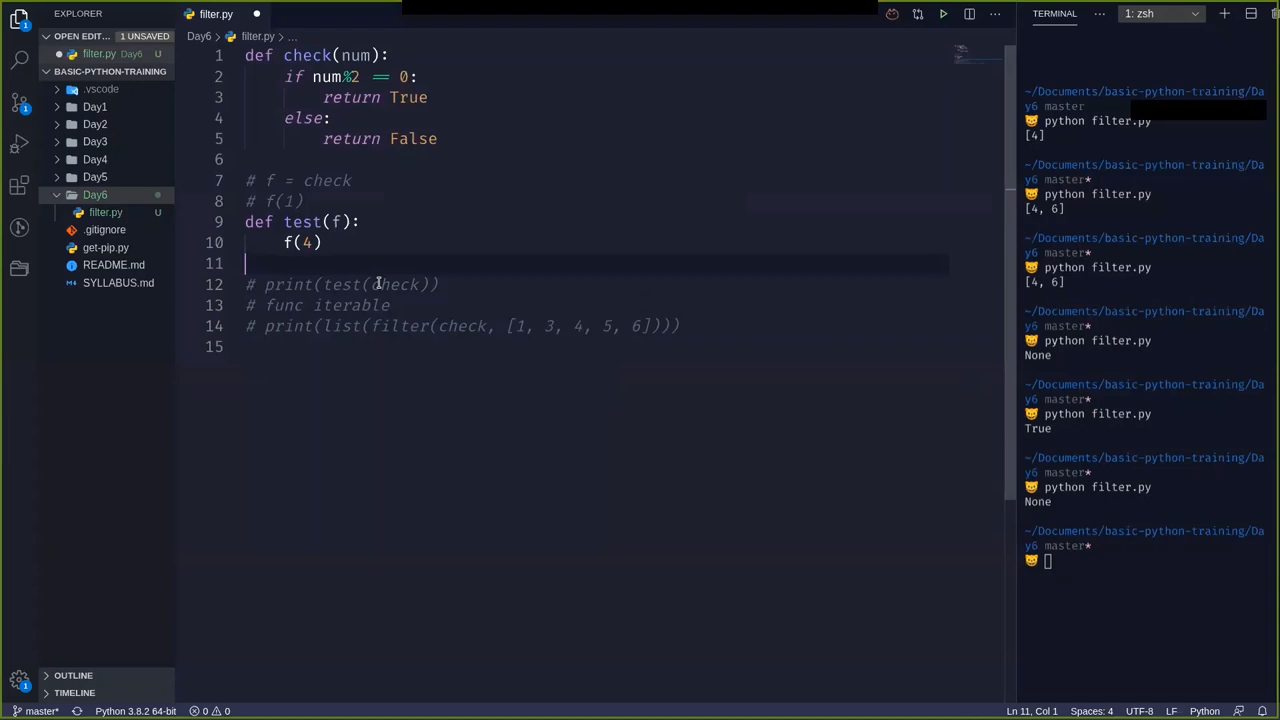 EXPLORER
OPEN EDIT... 1 UNSAVED
filter.py Day6
BASIC-PYTHON-TRAINING
.vscode
Day1
Day2
Day3
Day4
Day5
Day6
filter.py U
.gitignore
get-pip.py
README.md
SYLLABUS.md
OUTLINE
TIMELINE
filter.py
Day6 > filter.py > ...
1 def check(num):
2 if num%2 == 0:
3 return True
4 else:
5 return False
6
7 # f = check
8 # f(1)
9 def test(f):
10 f(4)
11
12 # print(test(check))
13 # func iterable
14 # print(list(filter(check, [1, 3, 4, 5, 6])))
15
TERMINAL ... 1: zsh
~/Documents/basic-python-training/Da
y6 master
python filter.py
[4]
~/Documents/basic-python-training/Da
y6 master*
python filter.py
[4, 6]
~/Documents/basic-python-training/Da
y6 master*
python filter.py
[4, 6]
~/Documents/basic-python-training/Da
y6 master*
python filter.py
None
~/Documents/basic-python-training/Da
y6 master*
python filter.py
True
~/Documents/basic-python-training/Da
y6 master*
python filter.py
None
~/Documents/basic-python-training/Da
y6 master*
master* Python 3.8.2 64-bit 0 0 Ln 11, Col 1 Spaces: 4 UTF-8 LF Python